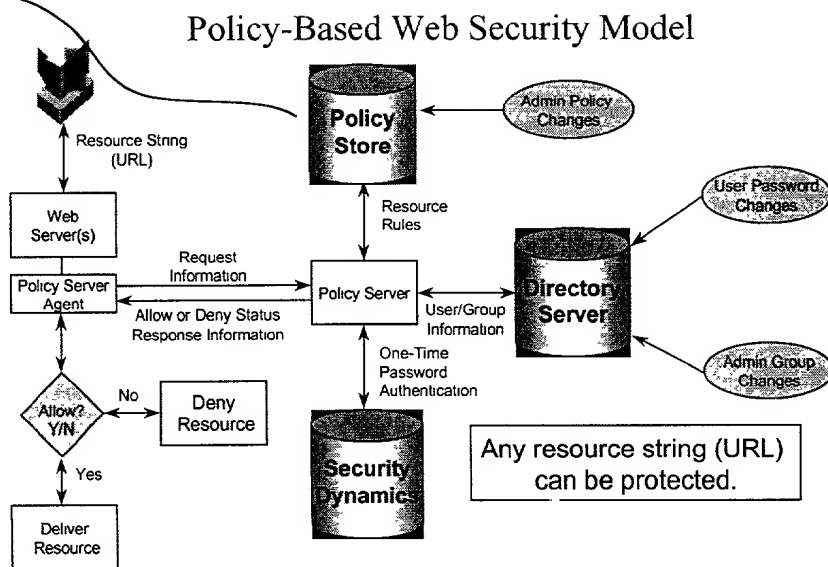 Policy-Based Web Security Model
Policy
Store
Admin Policy
Changes
Resource String
(URL)
User Password
Changes
Web
Server(s)
Resource
Rules
Request
Information
Policy Server
Agent
Policy Server
Directory
Server
Allow or Deny Status
Response Information
User/Group
Information
One-Time
Password
Authentication
Admin Group
Changes
Allow?
Y/N
No
Deny
Resource
Yes
Security
Dynamics
Any resource string (URL)
can be protected.
Deliver
Resource